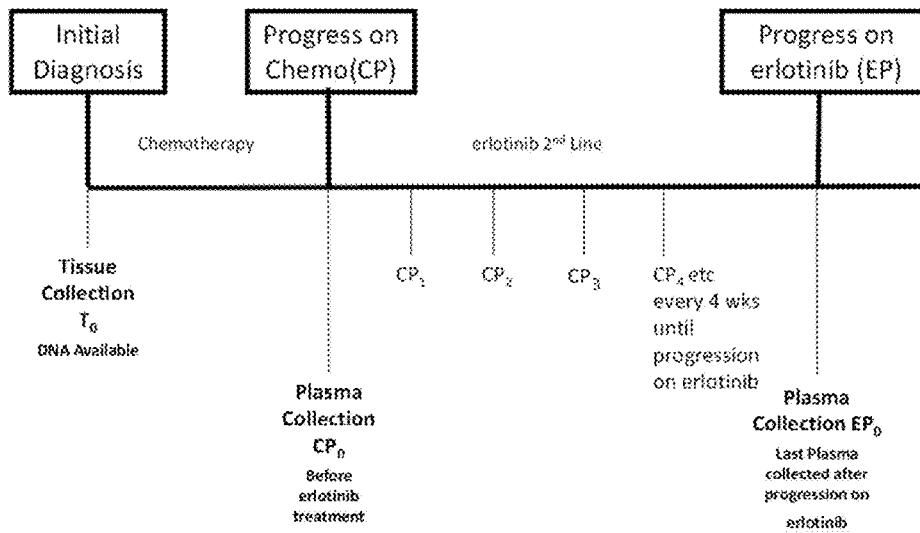 Initial
Diagnosis
Progress on
Chemo(CP)
Progress on
erlotinib (EP)
Chemotherapy
erlotinib 2nd Line
Tissue
Collection
T0
DNA Available
CP1
CP2
CP3
CP4 etc
every 4 wks
until
progression
on erlotinib
Plasma
Collection
CP0
Before
erlotinib
treatment
Plasma
Collection EP0
Last Plasma
collected after
progression on
erlotinib